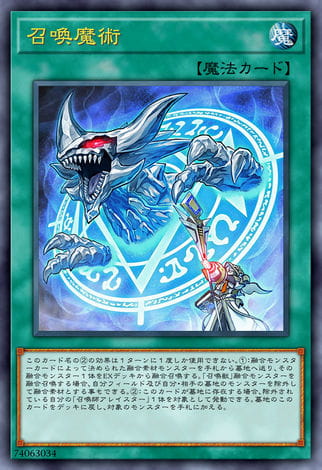 召喚魔術
魔
【魔法カード】
このカード名の②の効果は１ターンに１度しか使用できない。①：融合モンス
ターカードによって決められた融合素材モンスターを手札から墓地へ送り、その
融合モンスター１体をEXデッキから融合召喚する。「召喚獣」融合モンスターを
融合召喚する場合、自分フィールド及び自分・相手の墓地のモンスターを除外し
て融合素材とする事もできる。②：このカードが墓地に存在する場合、除外され
ている自分の「召喚師アレイスター」１体を対象として発動できる。墓地のこの
カードをデッキに戻し、対象のモンスターを手札に加える。
74063034